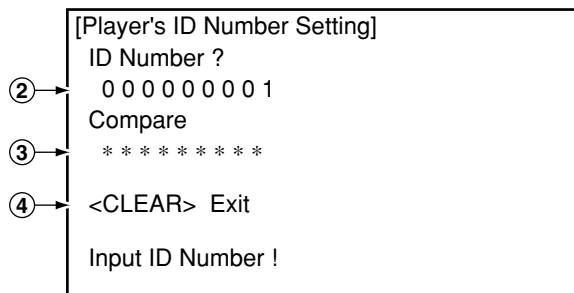 [Player's ID Number Setting]
ID Number ?
② 0 0 0 0 0 0 0 0 1
Compare
③ * * * * * * * * *
④ <CLEAR> Exit
Input ID Number !